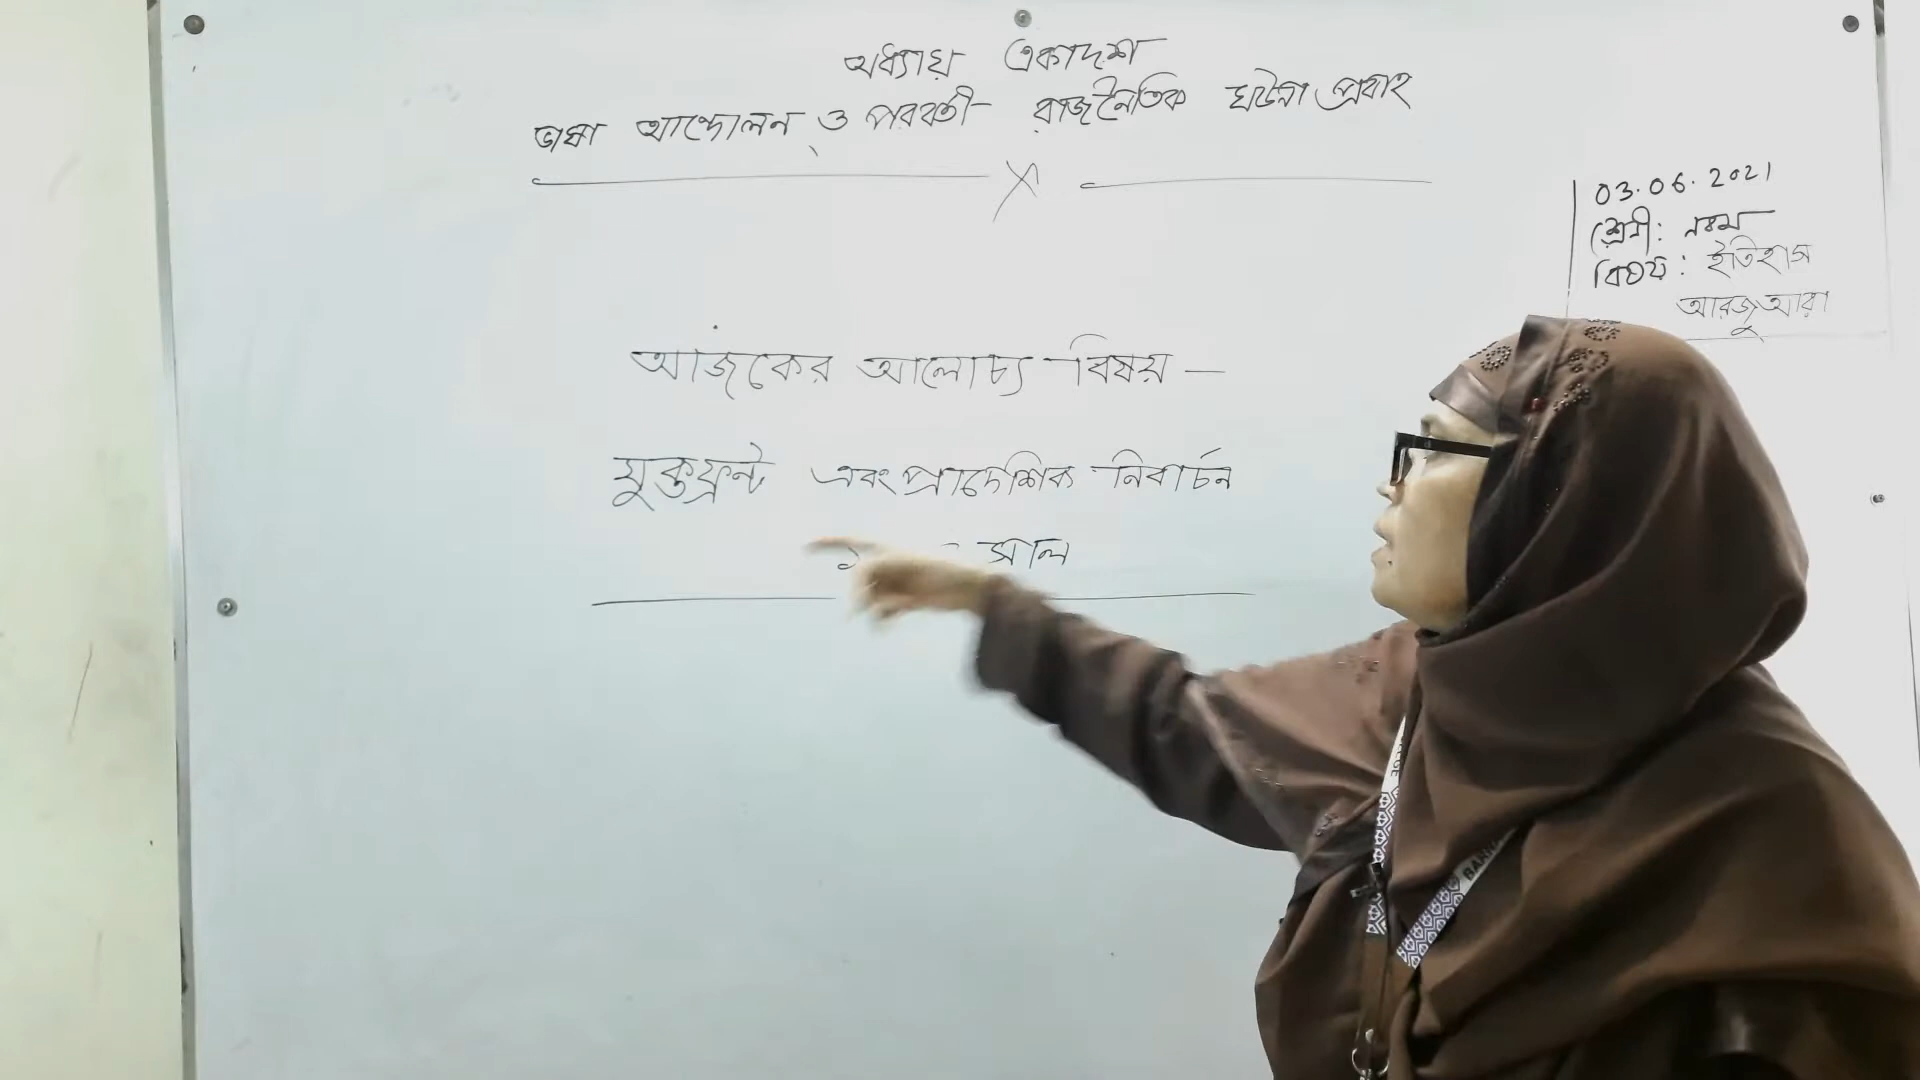 অধ্যায় একাদশ
ভাষা আন্দোলন ও পরবর্তী রাজনৈতিক ঘটনা প্রবাহ
03.06.2021
শ্রেণী: নবম
বিষয়: ইতিহাস
আরজু আরা
আজকের আলোচ্য বিষয় —
যুক্তফ্রন্ট এবং প্রাদেশিক নির্বাচন
সাল